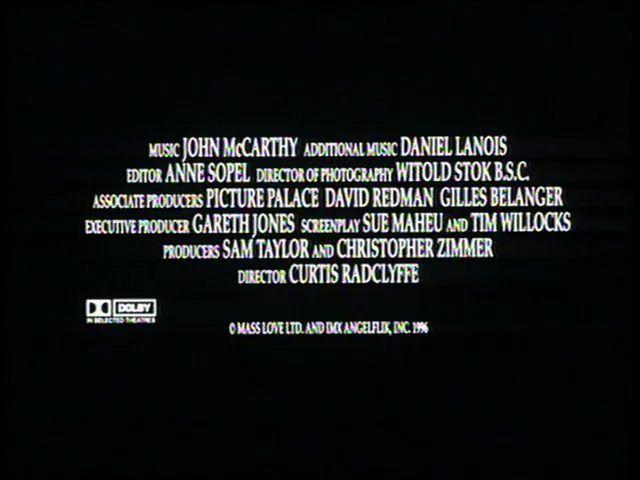 MUSIC JOHN McCARTHY ADDITIONAL MUSIC DANIEL LANOIS
EDITOR ANNE SOPEL DIRECTOR OF PHOTOGRAPHY WITOLD STOK B.S.C.
ASSOCIATE PRODUCERS PICTURE PALACE DAVID REDMAN GILLES BELANGER
EXECUTIVE PRODUCER GARETH JONES SCREENPLAY SUE MAHEU AND TIM WILLOCKS
PRODUCERS SAM TAYLOR AND CHRISTOPHER ZIMMER
DIRECTOR CURTIS RADCLYFFE
DOLBY
IN SELECTED THEATRES
© MASS LOVE LTD. AND IMX ANGELFLIX, INC. 1996